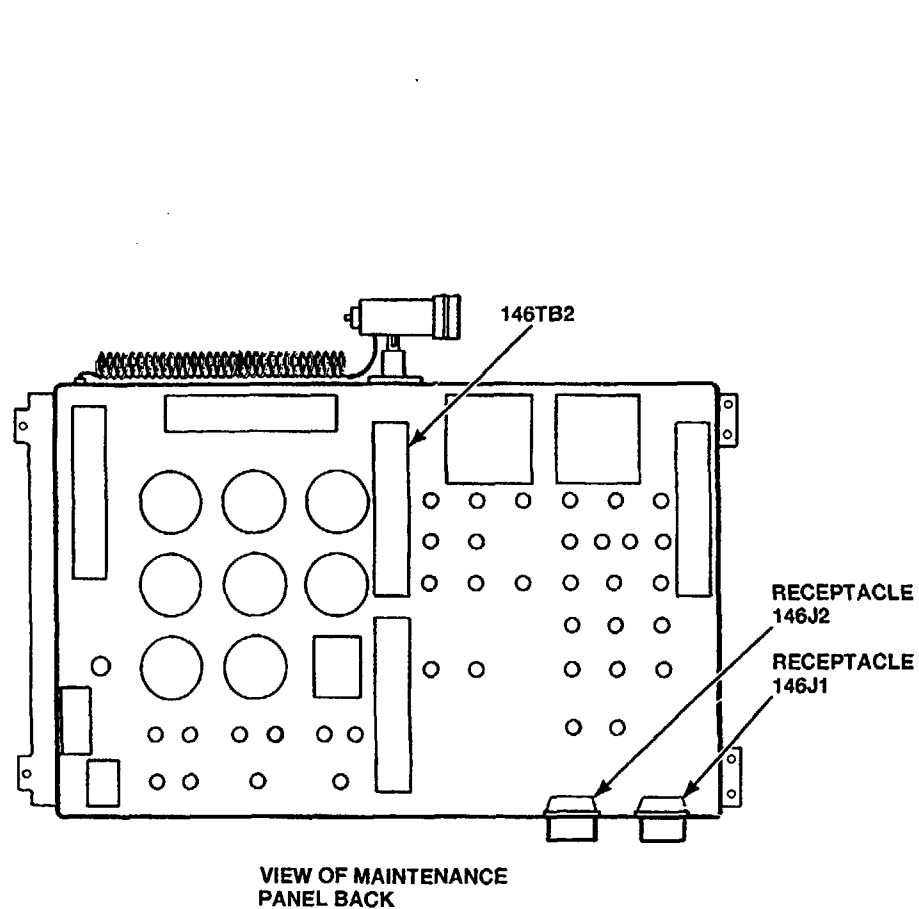 146TB2
RECEPTACLE
146J2
RECEPTACLE
146J1
VIEW OF MAINTENANCE
PANEL BACK